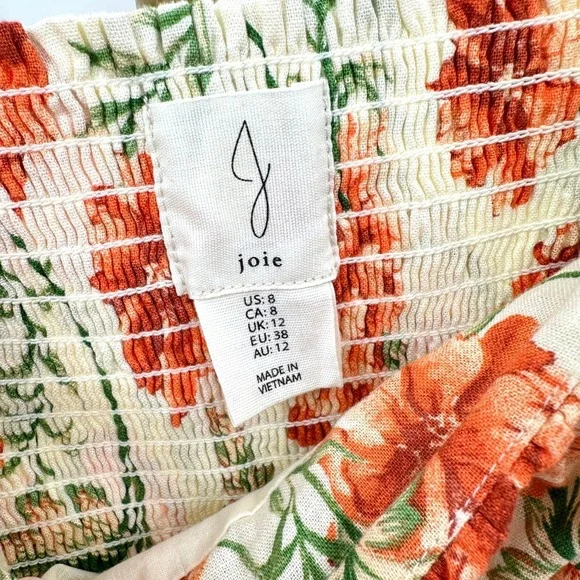 J
joie
US: 8
CA: 8
UK: 12
EU: 38
AU: 12
MADE IN
VIETNAM